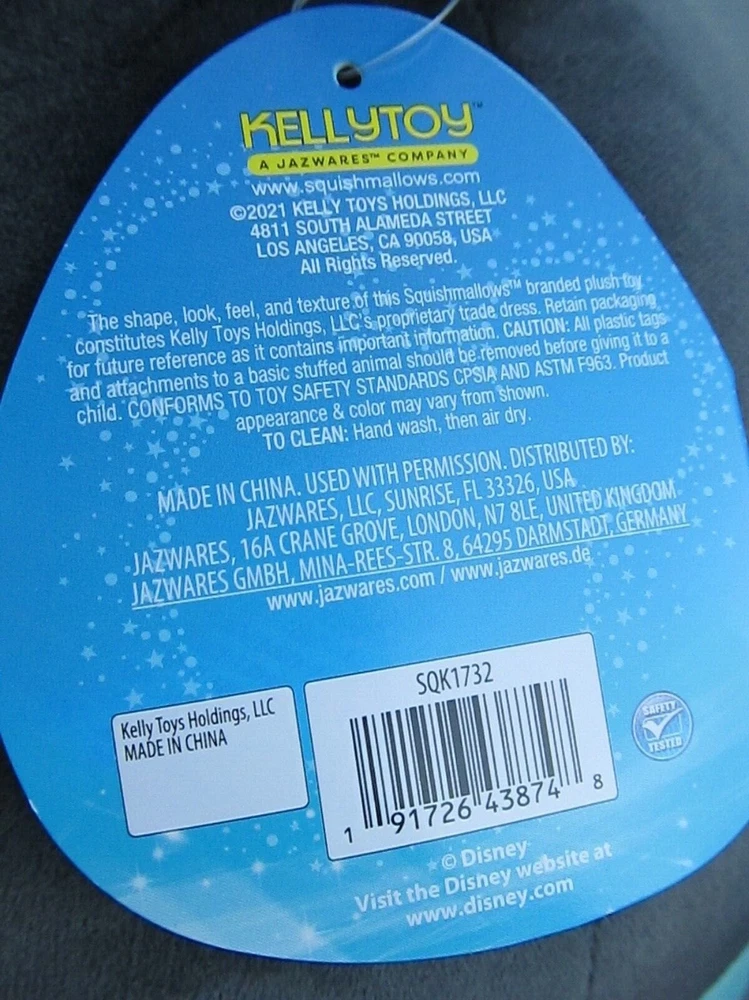 KELLYTOY™
A JAZWARES™ COMPANY
www.squishmallows.com
©2021 KELLY TOYS HOLDINGS, LLC
4811 SOUTH ALAMEDA STREET
LOS ANGELES, CA 90058, USA
All Rights Reserved.
The shape, look, feel, and texture of this Squishmallows™ branded plush toy
constitutes Kelly Toys Holdings, LLC's proprietary trade dress. Retain packaging
for future reference as it contains important information. CAUTION: All plastic tags
and attachments to a basic stuffed animal should be removed before giving it to a
child. CONFORMS TO TOY SAFETY STANDARDS CPSIA AND ASTM F963. Product
appearance & color may vary from shown.
TO CLEAN: Hand wash, then air dry.
MADE IN CHINA. USED WITH PERMISSION. DISTRIBUTED BY:
JAZWARES, LLC, SUNRISE, FL 33326, USA
JAZWARES, 16A CRANE GROVE, LONDON, N7 8LE, UNITED KINGDOM
JAZWARES GMBH, MINA-REES-STR. 8, 64295 DARMSTADT, GERMANY
www.jazwares.com / www.jazwares.de
Kelly Toys Holdings, LLC
MADE IN CHINA
SQK1732
1 91726 43874 8
SAFETY
TESTED
© Disney
Visit the Disney website at
www.disney.com